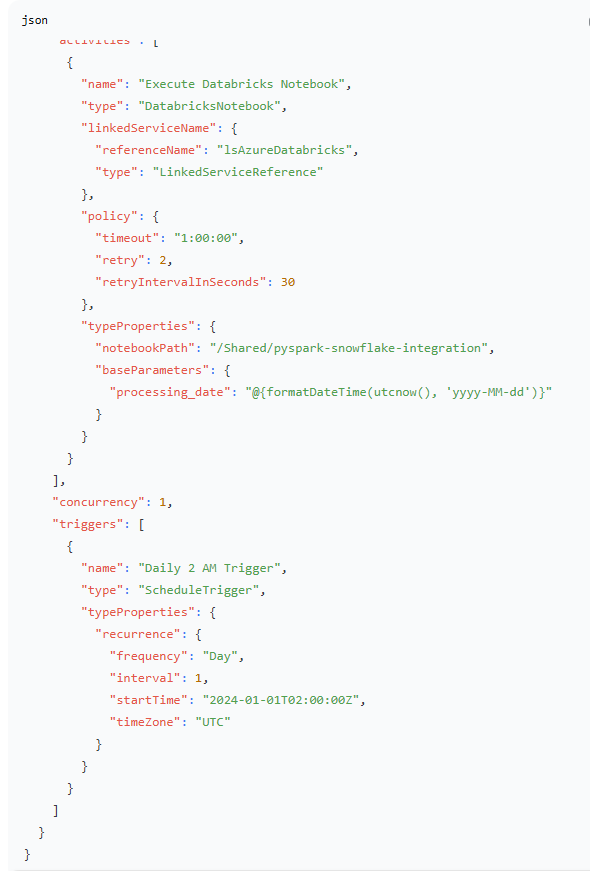 json
"activities": [
{
"name": "Execute Databricks Notebook",
"type": "DatabricksNotebook",
"linkedServiceName": {
"referenceName": "lsAzureDatabricks",
"type": "LinkedServiceReference"
},
"policy": {
"timeout": "1:00:00",
"retry": 2,
"retryIntervalInSeconds": 30
},
"typeProperties": {
"notebookPath": "/Shared/pyspark-snowflake-integration",
"baseParameters": {
"processing_date": "@{formatDateTime(utcnow(), 'yyyy-MM-dd')}"
}
}
}
],
"concurrency": 1,
"triggers": [
{
"name": "Daily 2 AM Trigger",
"type": "ScheduleTrigger",
"typeProperties": {
"recurrence": {
"frequency": "Day",
"interval": 1,
"startTime": "2024-01-01T02:00:00Z",
"timeZone": "UTC"
}
}
}
]
}
}